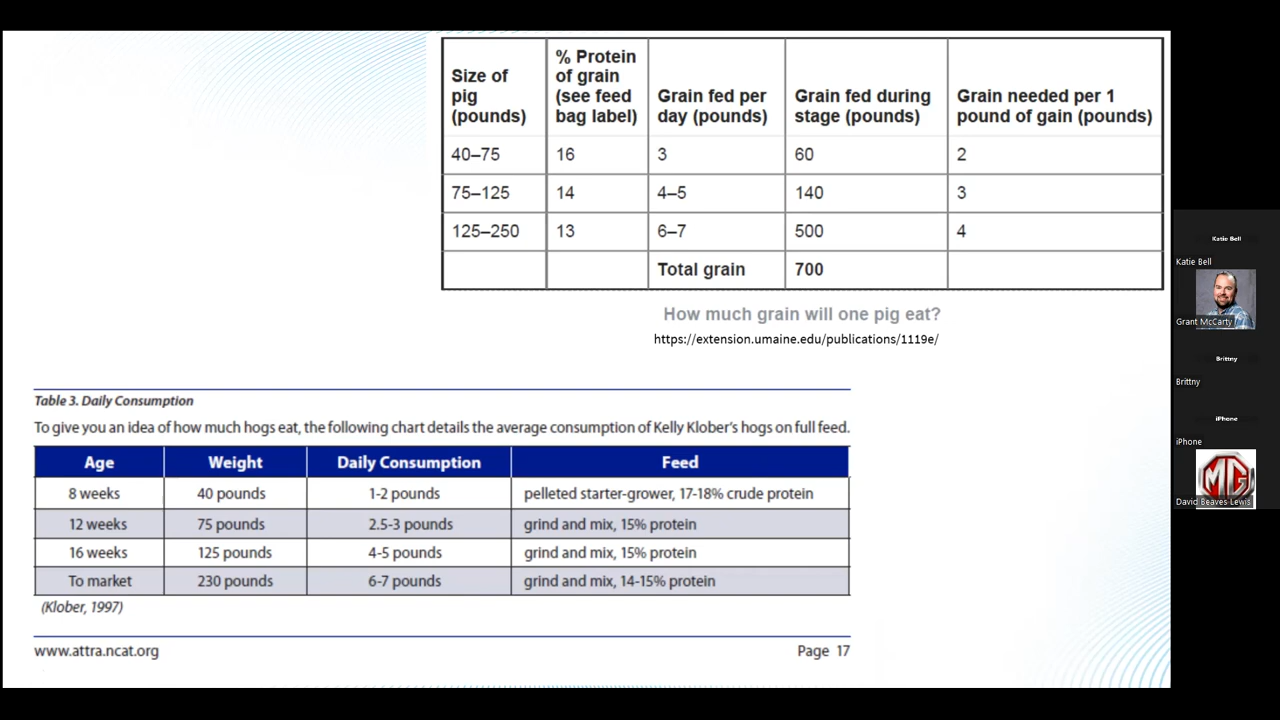 Size of pig (pounds) % Protein of grain (see feed bag label) Grain fed per day (pounds) Grain fed during stage (pounds) Grain needed per 1 pound of gain (pounds)
40–75 16 3 60 2
75–125 14 4–5 140 3
125–250 13 6–7 500 4
Total grain 700
How much grain will one pig eat?
https://extension.umaine.edu/publications/1119e/
Table 3. Daily Consumption
To give you an idea of how much hogs eat, the following chart details the average consumption of Kelly Klober's hogs on full feed.
Age Weight Daily Consumption Feed
8 weeks 40 pounds 1-2 pounds pelleted starter-grower, 17-18% crude protein
12 weeks 75 pounds 2.5-3 pounds grind and mix, 15% protein
16 weeks 125 pounds 4-5 pounds grind and mix, 15% protein
To market 230 pounds 6-7 pounds grind and mix, 14-15% protein
(Klober, 1997)
www.attra.ncat.org Page 17
Katie Bell
Katie Bell
Grant McCarty
Brittny
Brittny
iPhone
iPhone
MG
David Beaves Lewis